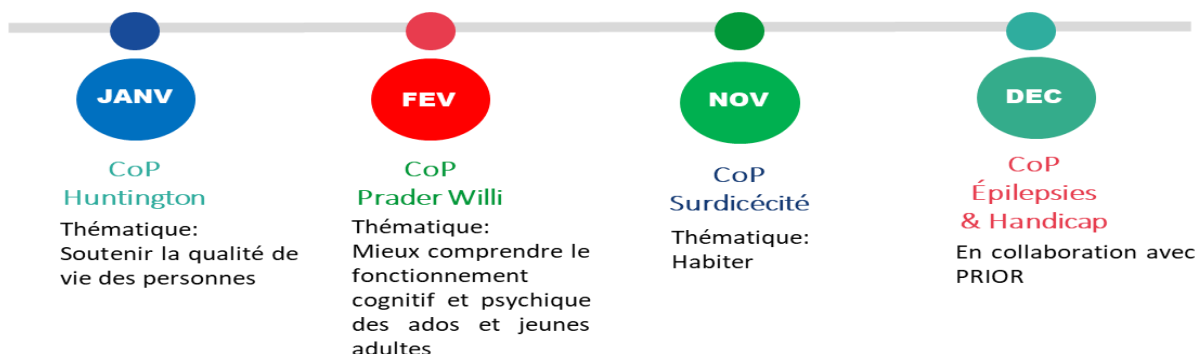 JANV
CoP
Huntington
Thématique:
Soutenir la qualité de
vie des personnes
FEV
CoP
Prader Willi
Thématique:
Mieux comprendre le
fonctionnement
cognitif et psychique
des ados et jeunes
adultes
NOV
CoP
Surdicécité
Thématique:
Habiter
DEC
CoP
Épilepsies
& Handicap
En collaboration avec
PRIOR